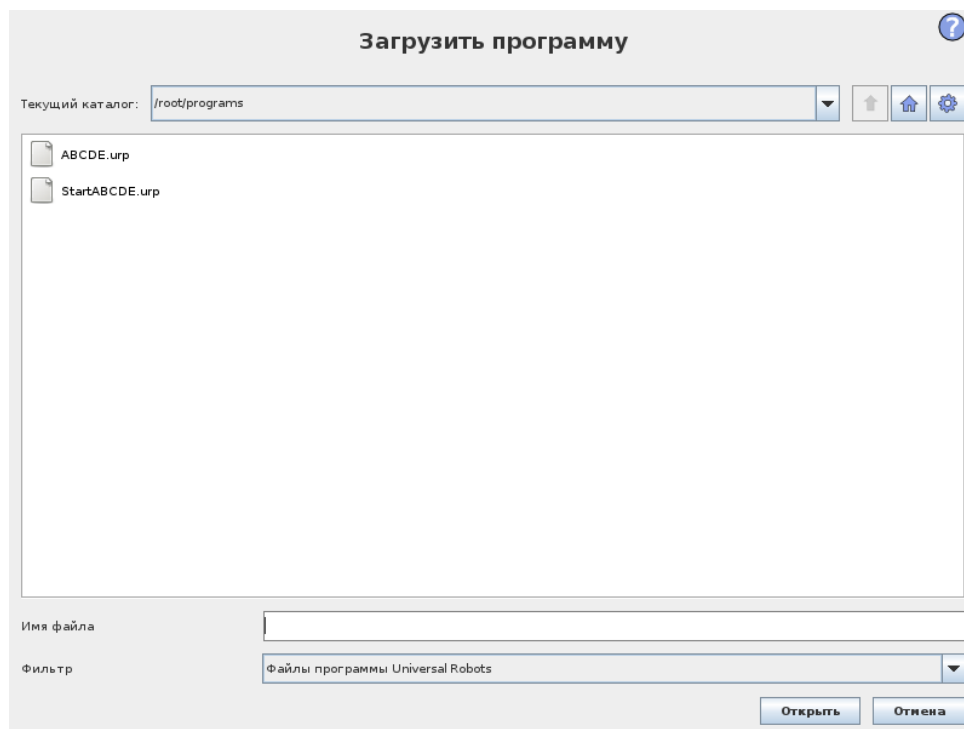 Загрузить программу
?
Текущий каталог: /root/programs
ABCDE.urp
StartABCDE.urp
Имя файла
Фильтр Файлы программы Universal Robots
Открыть Отмена